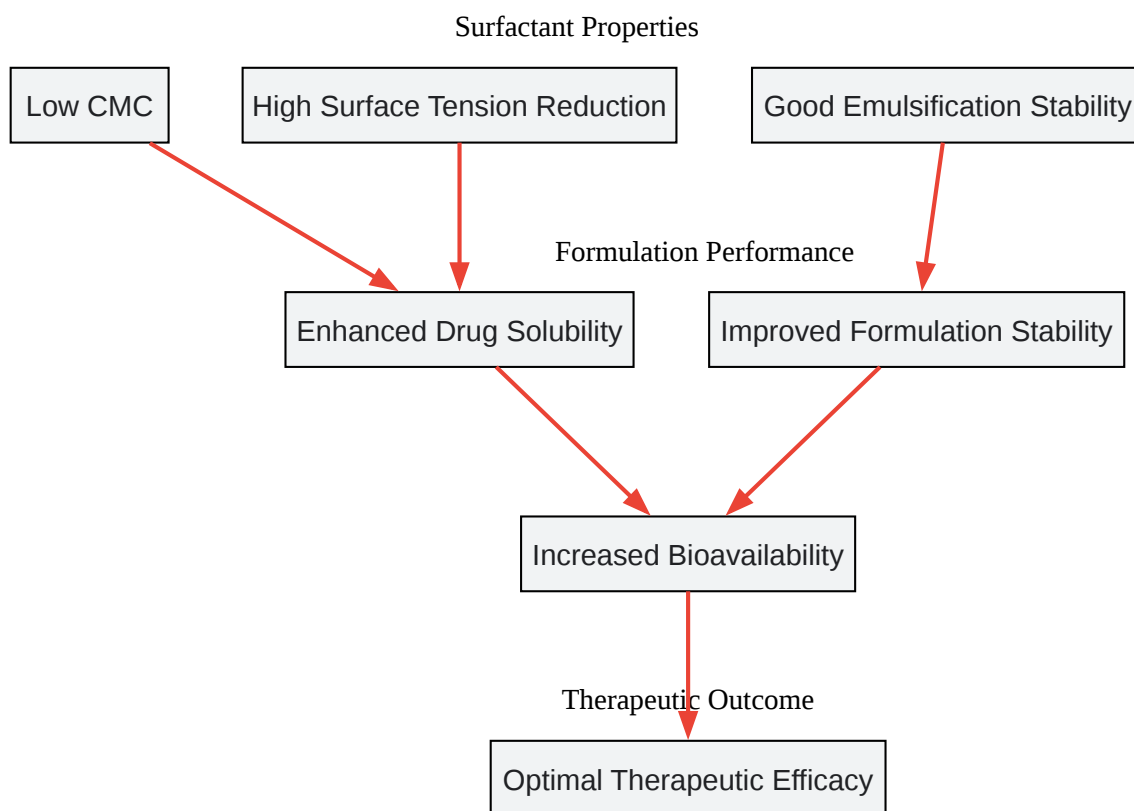 Surfactant Properties
Low CMC
High Surface Tension Reduction
Good Emulsification Stability
Formulation Performance
Enhanced Drug Solubility
Improved Formulation Stability
Increased Bioavailability
Therapeutic Outcome
Optimal Therapeutic Efficacy